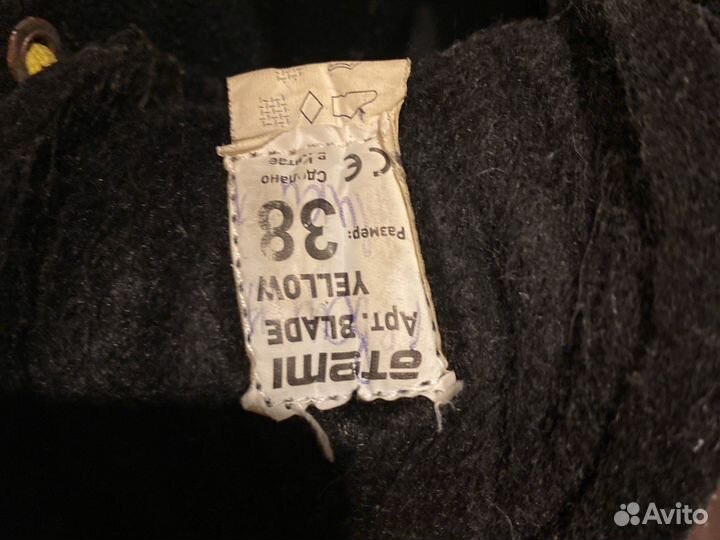 ATEMI
Арт. BLADE
YELLOW
Размер: 38
Сделано
в Китае
CE
Avito